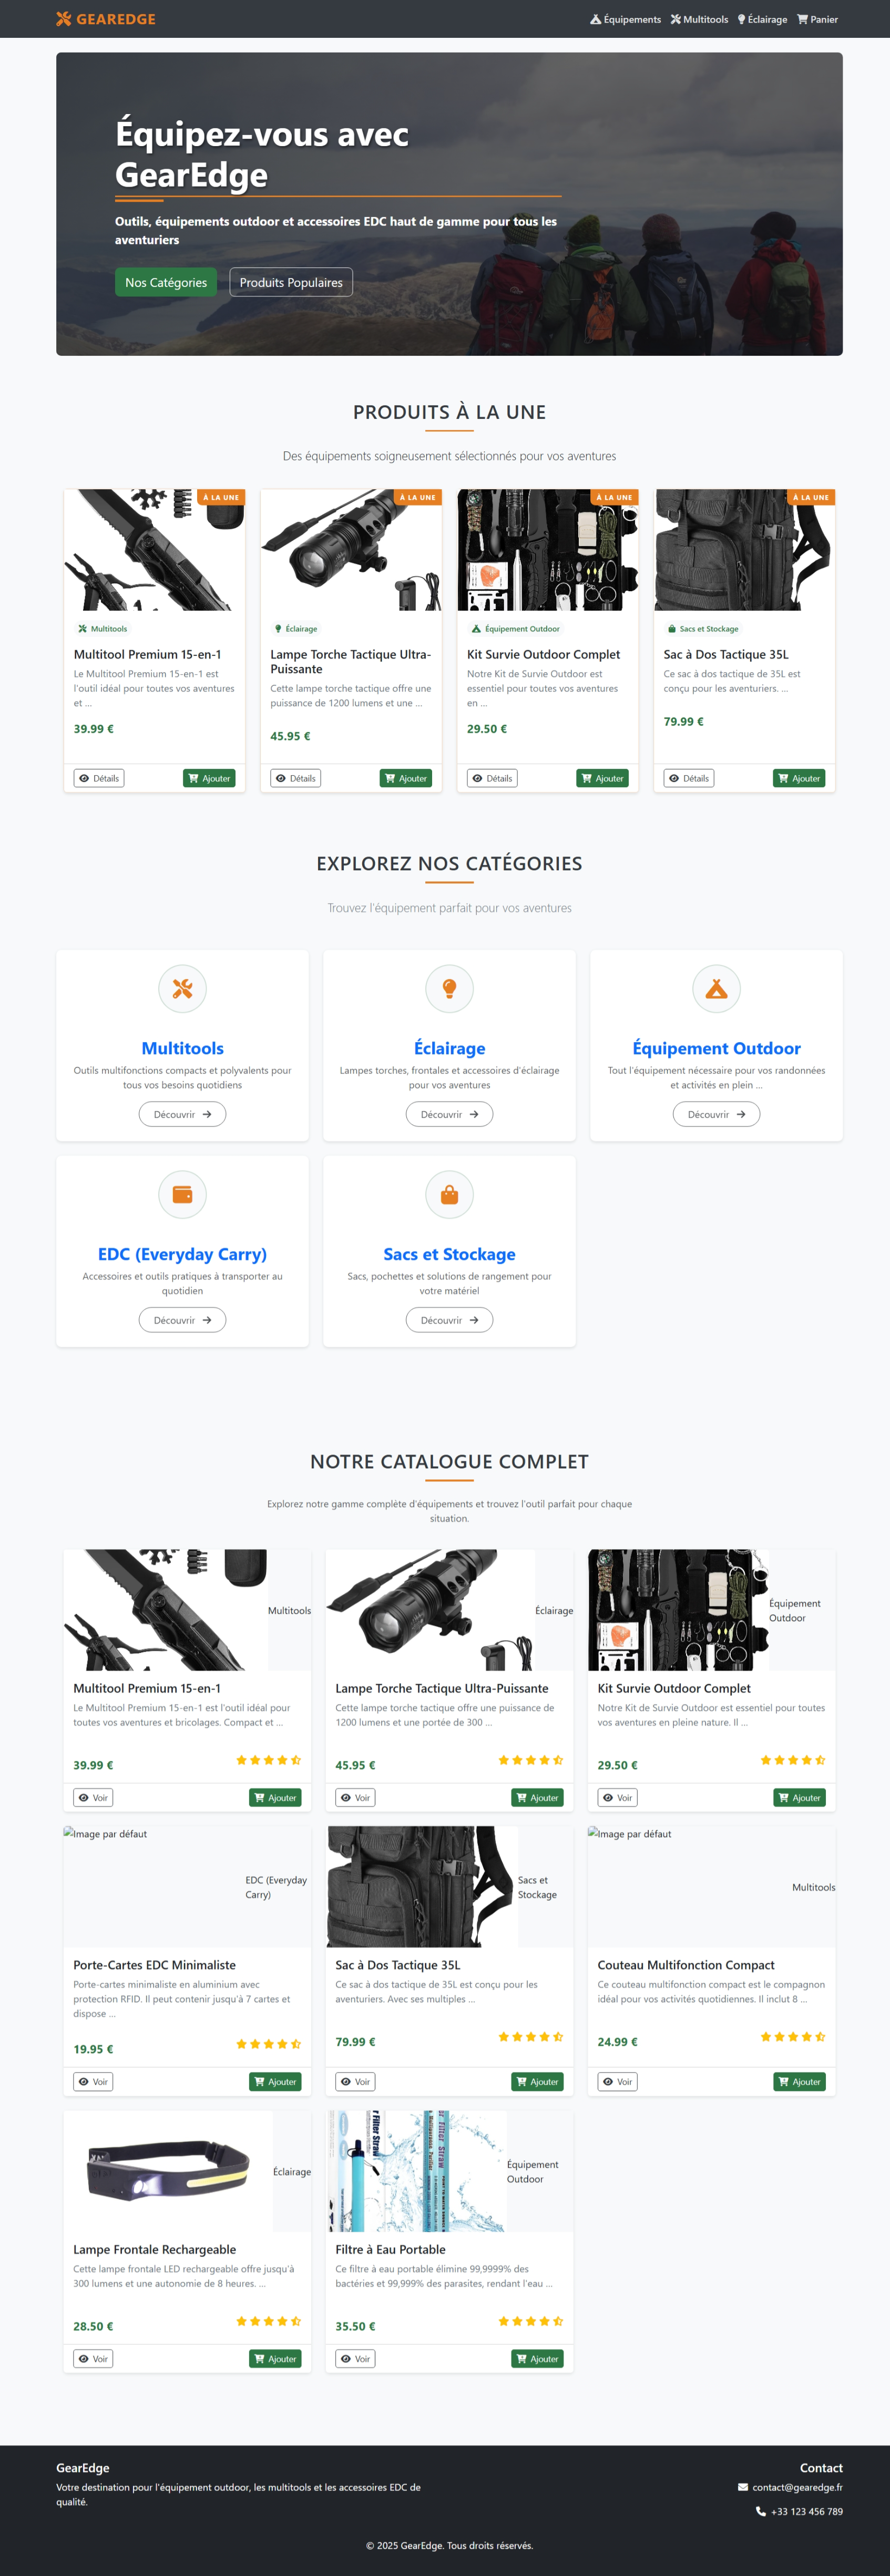 GEAREDGE
Équipements Multitools Éclairage Panier
Équipez-vous avec
GearEdge
Outils, équipements outdoor et accessoires EDC haut de gamme pour tous les
aventuriers
Nos Catégories Produits Populaires
PRODUITS À LA UNE
Des équipements soigneusement sélectionnés pour vos aventures
À LA UNE
Multitools
Multitool Premium 15-en-1
Le Multitool Premium 15-en-1 est
l'outil idéal pour toutes vos aventures
et ...
39.99 €
Détails Ajouter
À LA UNE
Éclairage
Lampe Torche Tactique Ultra-
Puissante
Cette lampe torche tactique offre une
puissance de 1200 lumens et une ...
45.95 €
Détails Ajouter
À LA UNE
Équipement Outdoor
Kit Survie Outdoor Complet
Notre Kit de Survie Outdoor est
essentiel pour toutes vos aventures
en ...
29.50 €
Détails Ajouter
À LA UNE
Sacs et Stockage
Sac à Dos Tactique 35L
Ce sac à dos tactique de 35L est
conçu pour les aventuriers. ...
79.99 €
Détails Ajouter
EXPLOREZ NOS CATÉGORIES
Trouvez l'équipement parfait pour vos aventures
Multitools
Outils multifonctions compacts et polyvalents pour
tous vos besoins quotidiens
Découvrir
Éclairage
Lampes torches, frontales et accessoires d'éclairage
pour vos aventures
Découvrir
Équipement Outdoor
Tout l'équipement nécessaire pour vos randonnées
et activités en plein ...
Découvrir
EDC (Everyday Carry)
Accessoires et outils pratiques à transporter au
quotidien
Découvrir
Sacs et Stockage
Sacs, pochettes et solutions de rangement pour
votre matériel
Découvrir
NOTRE CATALOGUE COMPLET
Explorez notre gamme complète d'équipements et trouvez l'outil parfait pour chaque
situation.
Multitools
Multitool Premium 15-en-1
Le Multitool Premium 15-en-1 est l'outil idéal pour
toutes vos aventures et bricolages. Compact et ...
39.99 €
Voir Ajouter
Éclairage
Lampe Torche Tactique Ultra-Puissante
Cette lampe torche tactique offre une puissance de
1200 lumens et une portée de 300 ...
45.95 €
Voir Ajouter
Équipement
Outdoor
Kit Survie Outdoor Complet
Notre Kit de Survie Outdoor est essentiel pour toutes
vos aventures en pleine nature. Il ...
29.50 €
Voir Ajouter
Image par défaut
EDC (Everyday
Carry)
Porte-Cartes EDC Minimaliste
Porte-cartes minimaliste en aluminium avec
protection RFID. Il peut contenir jusqu'à 7 cartes et
dispose ...
19.95 €
Voir Ajouter
Sacs et
Stockage
Sac à Dos Tactique 35L
Ce sac à dos tactique de 35L est conçu pour les
aventuriers. Avec ses multiples ...
79.99 €
Voir Ajouter
Image par défaut
Multitools
Couteau Multifonction Compact
Ce couteau multifonction compact est le compagnon
idéal pour vos activités quotidiennes. Il inclut 8 ...
24.99 €
Voir Ajouter
Éclairage
Lampe Frontale Rechargeable
Cette lampe frontale LED rechargeable offre jusqu'à
300 lumens et une autonomie de 8 heures. ...
28.50 €
Voir Ajouter
Filter Straw
Filter Straw
Équipement
Outdoor
Filtre à Eau Portable
Ce filtre à eau portable élimine 99,9999% des
bactéries et 99,999% des parasites, rendant l'eau ...
35.50 €
Voir Ajouter
GearEdge
Votre destination pour l'équipement outdoor, les multitools et les accessoires EDC de
qualité.
Contact
contact@gearedge.fr
+33 123 456 789
© 2025 GearEdge. Tous droits réservés.